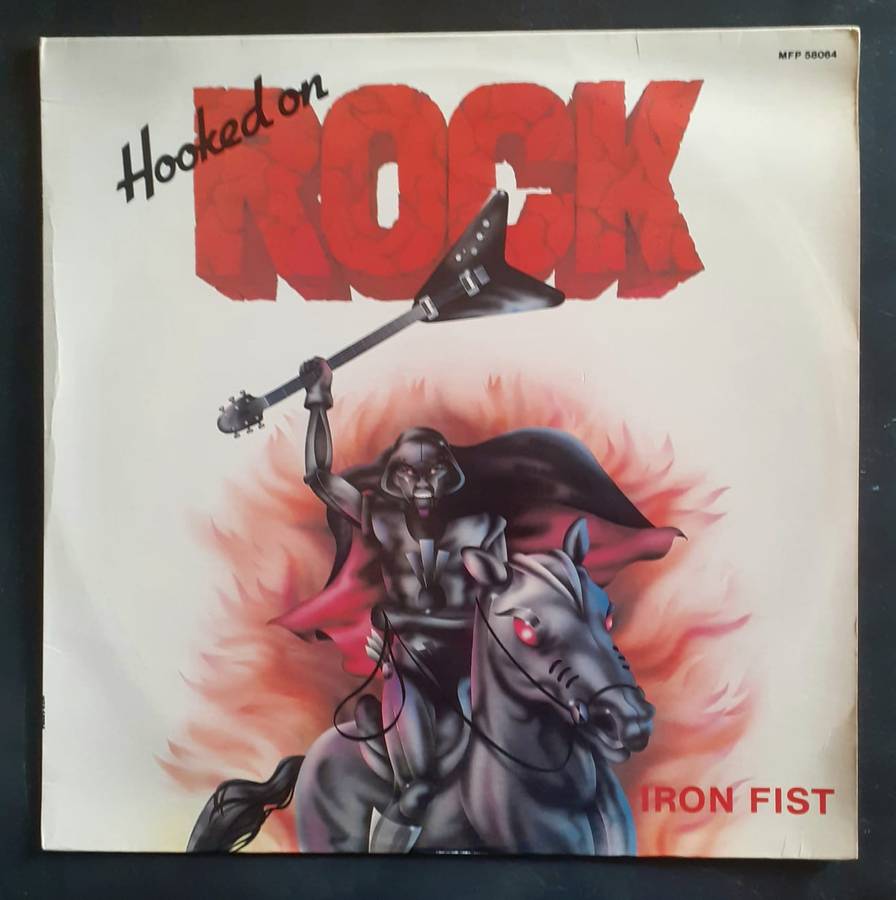 MFP 58064
Hooked on
ROCK
IRON FIST